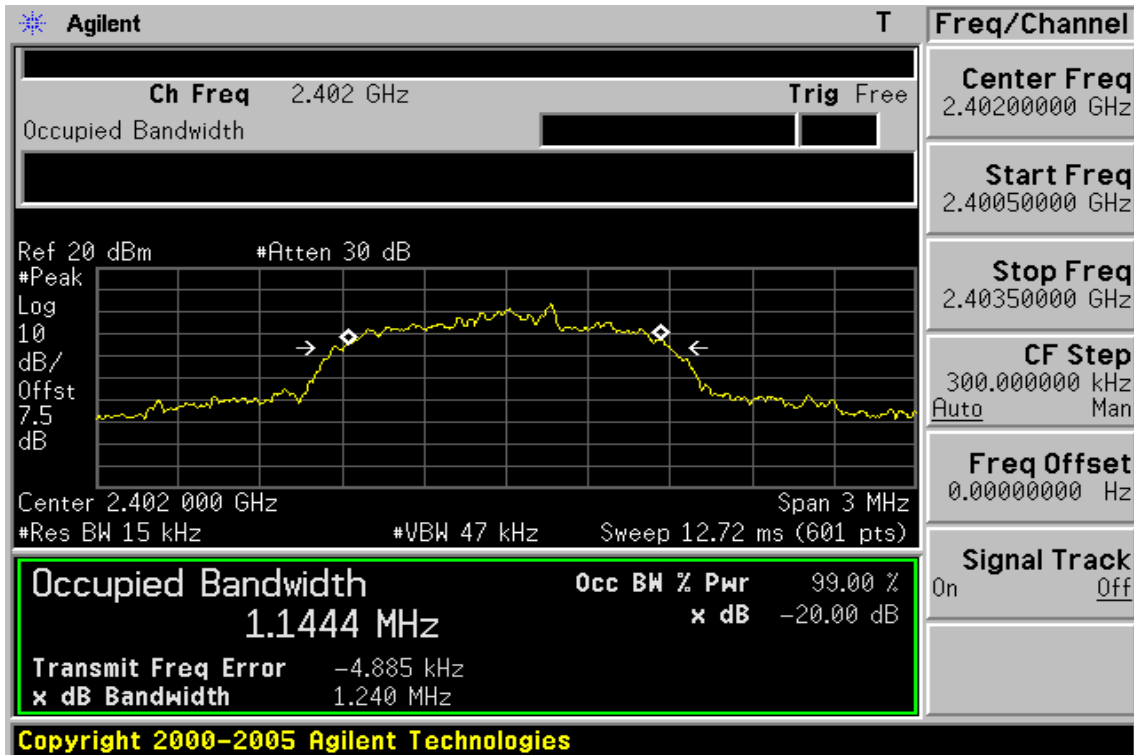 Agilent T Freq/Channel
Ch Freq 2.402 GHz Trig Free
Occupied Bandwidth
Ref 20 dBm #Atten 30 dB
#Peak
Log
10
dB/
Offst
7.5
dB
Center 2.402 000 GHz Span 3 MHz
#Res BW 15 kHz #VBW 47 kHz Sweep 12.72 ms (601 pts)
Occupied Bandwidth Occ BW % Pwr 99.00 %
1.1444 MHz x dB -20.00 dB
Transmit Freq Error -4.885 kHz
x dB Bandwidth 1.240 MHz
Copyright 2000-2005 Agilent Technologies
Center Freq
2.40200000 GHz
Start Freq
2.40050000 GHz
Stop Freq
2.40350000 GHz
CF Step
300.000000 kHz
Auto Man
Freq Offset
0.00000000 Hz
Signal Track
On Off